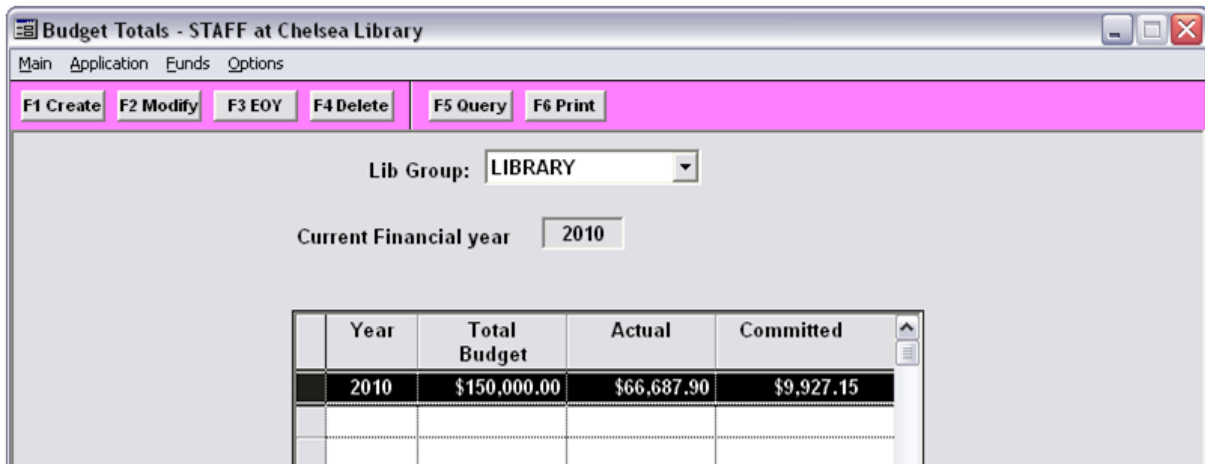 Budget Totals - STAFF at Chelsea Library
Main Application Funds Options
F1 Create F2 Modify F3 EOY F4 Delete F5 Query F6 Print
Lib Group: LIBRARY
Current Financial year 2010
Year Total Budget Actual Committed
2010 $150,000.00 $66,687.90 $9,927.15